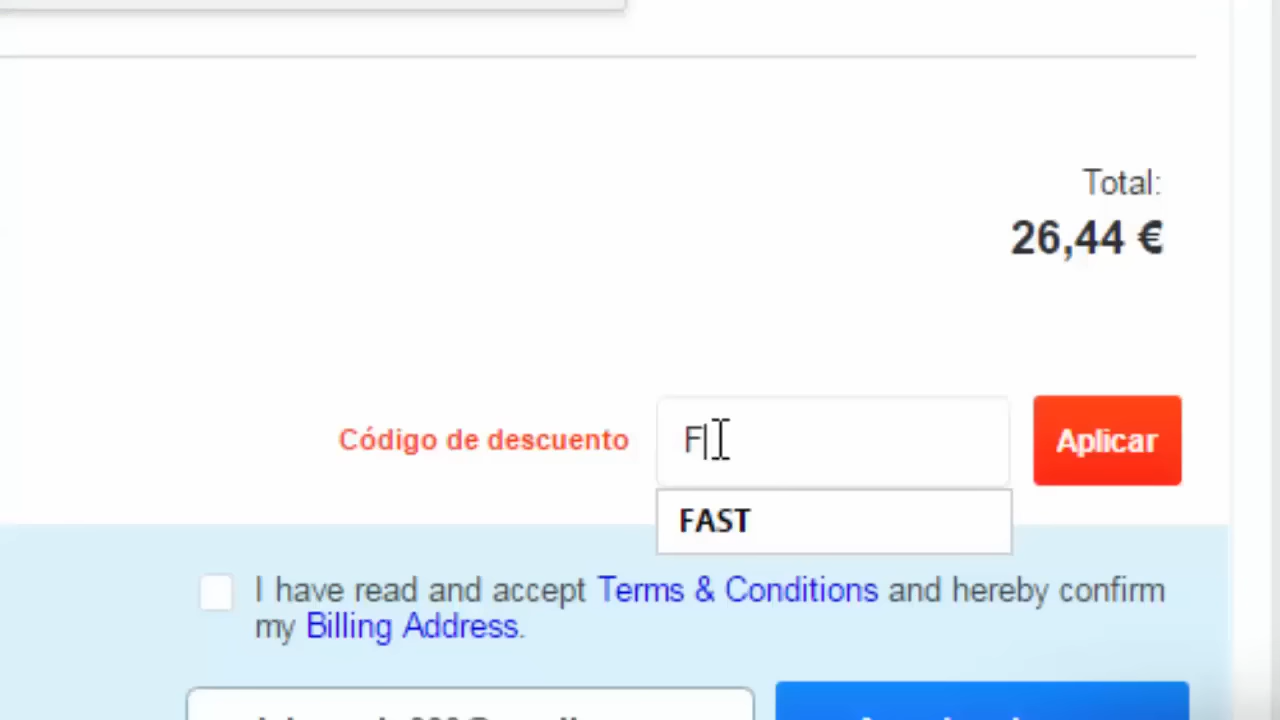 Total:
26,44 €
Código de descuento
F
Aplicar
FAST
I have read and accept Terms & Conditions and hereby confirm
my Billing Address.